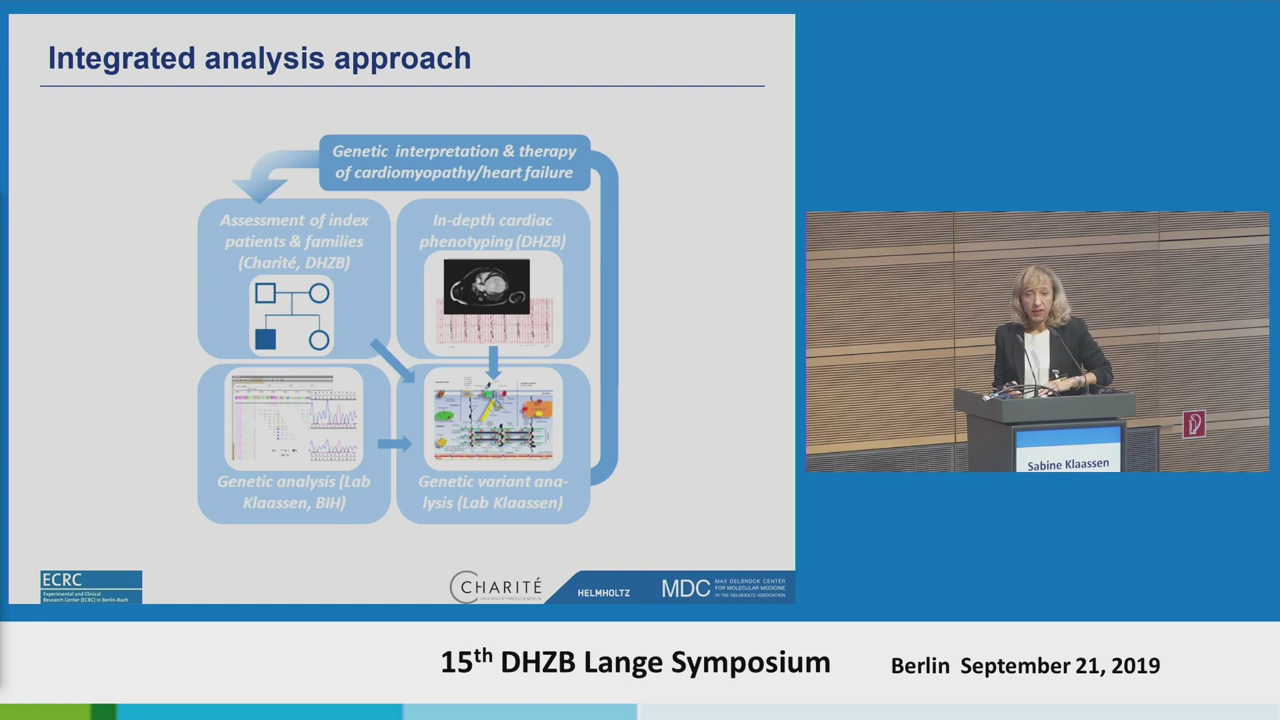 Integrated analysis approach
Genetic interpretation & therapy
of cardiomyopathy/heart failure
Assessment of index
patients & families
(Charité, DHZB)
In-depth cardiac
phenotyping (DHZB)
Genetic analysis (Lab
Klaassen, BIH)
Genetic variant ana-
lysis (Lab Klaassen)
ECRC
Experimental and Clinical
Research Center (ECRC) in Berlin-Buch
CHARITÉ
UNIVERSITÄTSMEDIZIN BERLIN
HELMHOLTZ
MDC
MAX DELBRÜCK CENTER
FOR MOLECULAR MEDICINE
IN THE HELMHOLTZ ASSOCIATION
Sabine Klaassen
15th DHZB Lange Symposium
Berlin September 21, 2019